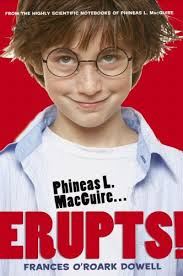 FROM THE HIGHLY SCIENTIFIC NOTEBOOKS OF PHINEAS L. MACGUIRE
Phineas L.
MacGuire...
ERUPTS!
FRANCES O'ROARK DOWELL